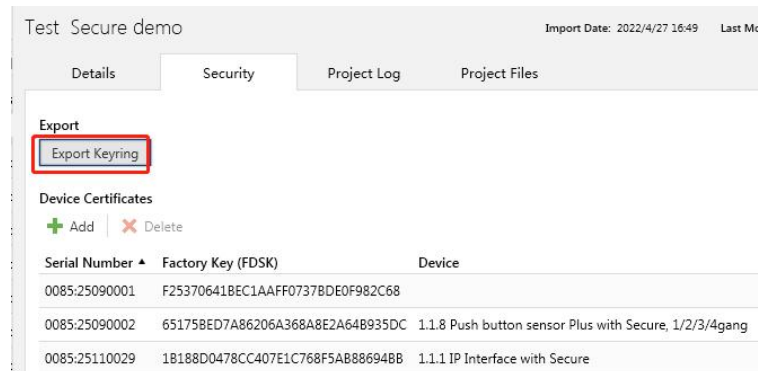 Test Secure demo Import Date: 2022/4/27 16:49 Last Mo
Details Security Project Log Project Files
Export
Export Keyring
Device Certificates
Add Delete
Serial Number Factory Key (FDSK) Device
0085:25090001 F25370641BEC1AAFF0737BDE0F982C68
0085:25090002 65175BED7A86206A368A8E2A64B935DC 1.1.8 Push button sensor Plus with Secure, 1/2/3/4gang
0085:25110029 1B188D0478CC407E1C768F5AB88694BB 1.1.1 IP Interface with Secure